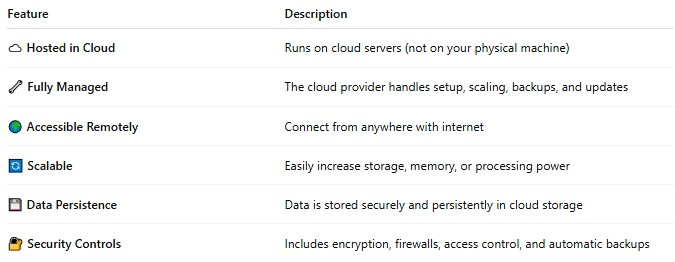 Feature Description
Hosted in Cloud Runs on cloud servers (not on your physical machine)
Fully Managed The cloud provider handles setup, scaling, backups, and updates
Accessible Remotely Connect from anywhere with internet
Scalable Easily increase storage, memory, or processing power
Data Persistence Data is stored securely and persistently in cloud storage
Security Controls Includes encryption, firewalls, access control, and automatic backups